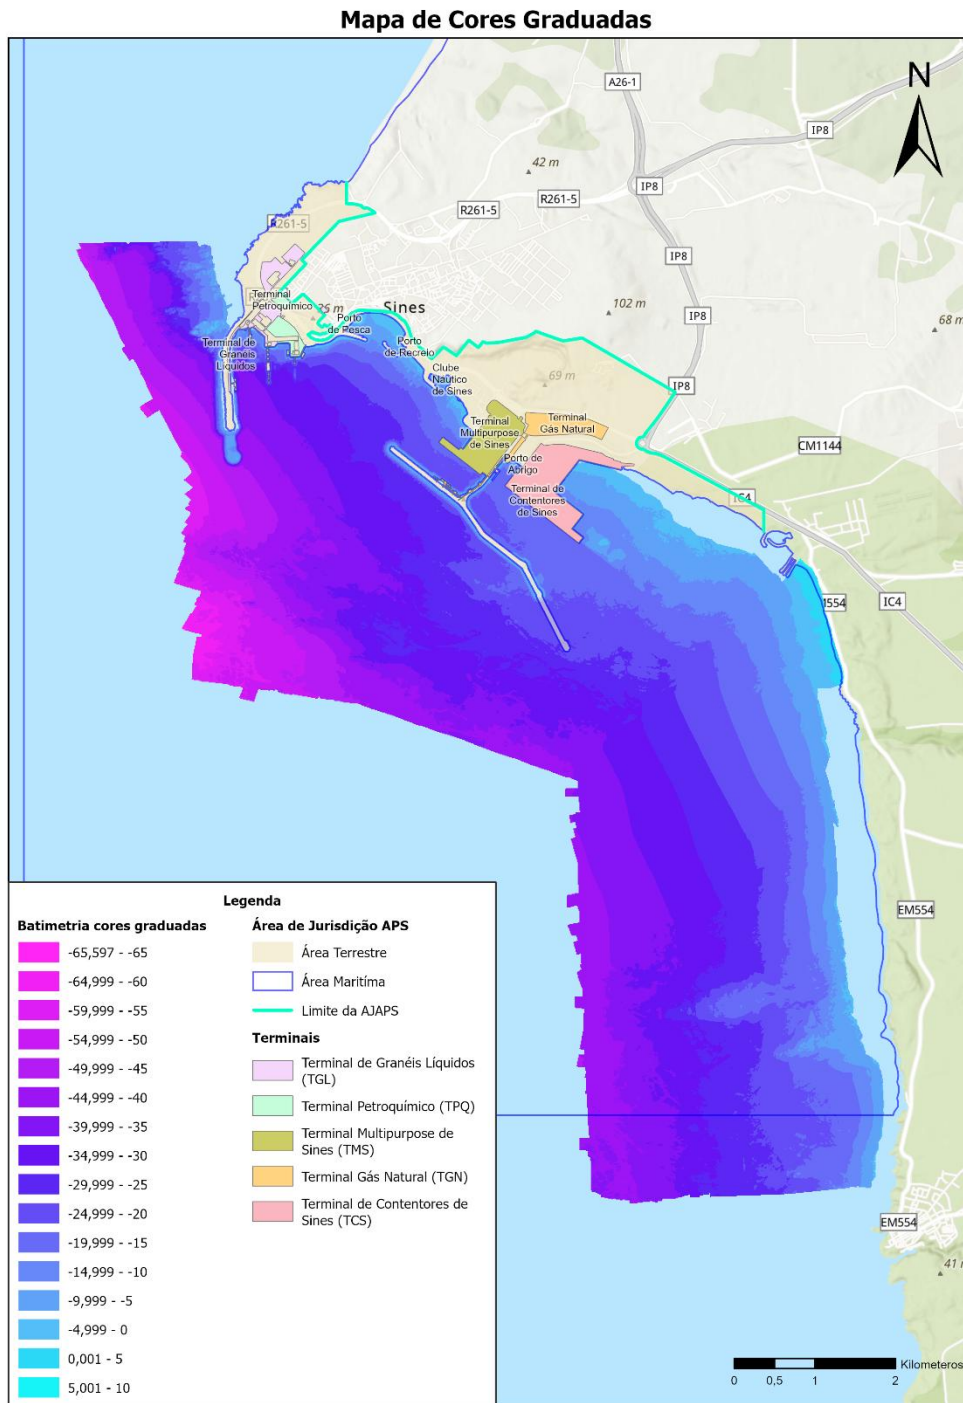 Mapa de Cores Graduadas
N
A26-1
IP8
42 m
IP8
R261-5
R261-5
R261-5
IP8
Terminal
Petroquímico
Sines
102 m
IP8
68 m
Porto
de Pesca
Terminal de
Granéis
Líquidos
Porto
de Recreio
Clube
Naútico
de Sines
69 m
IP8
Terminal
Multipurpose
de Sines
Terminal
Gás Natural
CM1144
Porto de
Abrigo
Terminal de
Contentores
de Sines
IC4
IC4
EM554
EM554
41 m
Legenda
Batimetria cores graduadas
-65,597 - -65
-64,999 - -60
-59,999 - -55
-54,999 - -50
-49,999 - -45
-44,999 - -40
-39,999 - -35
-34,999 - -30
-29,999 - -25
-24,999 - -20
-19,999 - -15
-14,999 - -10
-9,999 - -5
-4,999 - 0
0,001 - 5
5,001 - 10
Área de Jurisdição APS
Área Terrestre
Área Maritíma
Limite da AJAPS
Terminais
Terminal de Granéis Líquidos
(TGL)
Terminal Petroquímico (TPQ)
Terminal Multipurpose de
Sines (TMS)
Terminal Gás Natural (TGN)
Terminal de Contentores de
Sines (TCS)
Kilometeros
0 0,5 1 2